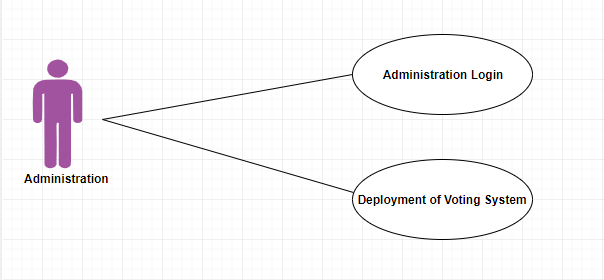 Administration Login
Administration
Deployment of Voting System